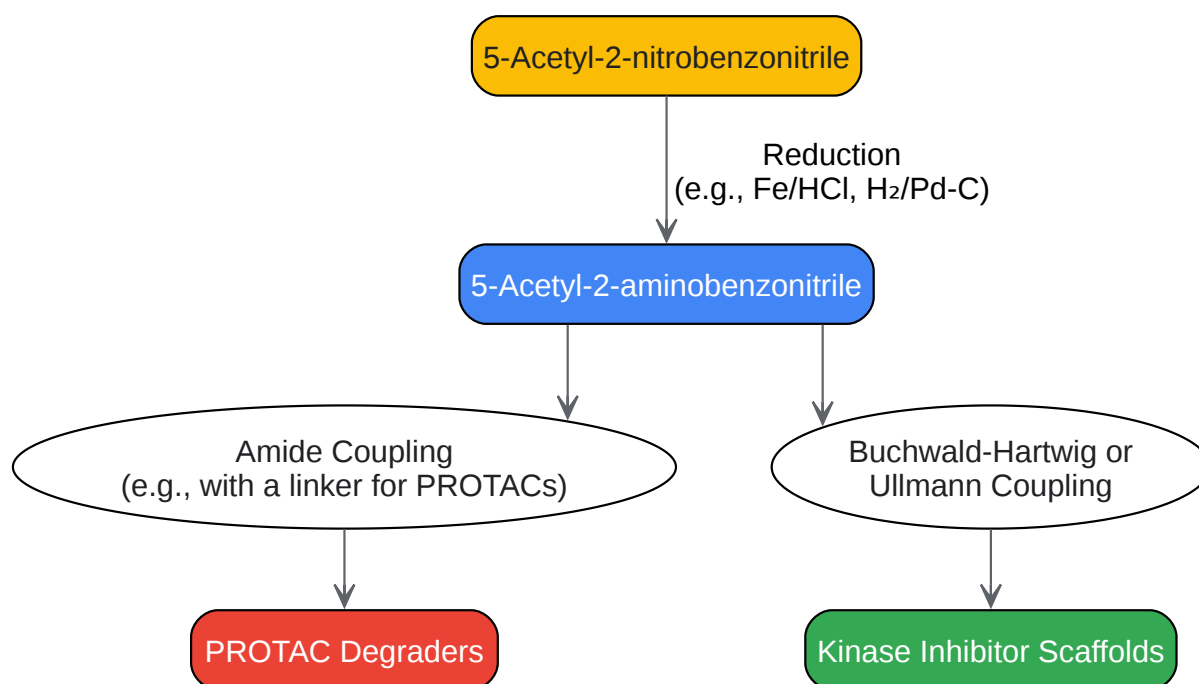 5-Acetyl-2-nitrobenzonitrile
Reduction
(e.g., Fe/HCl, H₂/Pd-C)
5-Acetyl-2-aminobenzonitrile
Amide Coupling
(e.g., with a linker for PROTACs)
Buchwald-Hartwig or
Ullmann Coupling
PROTAC Degraders
Kinase Inhibitor Scaffolds